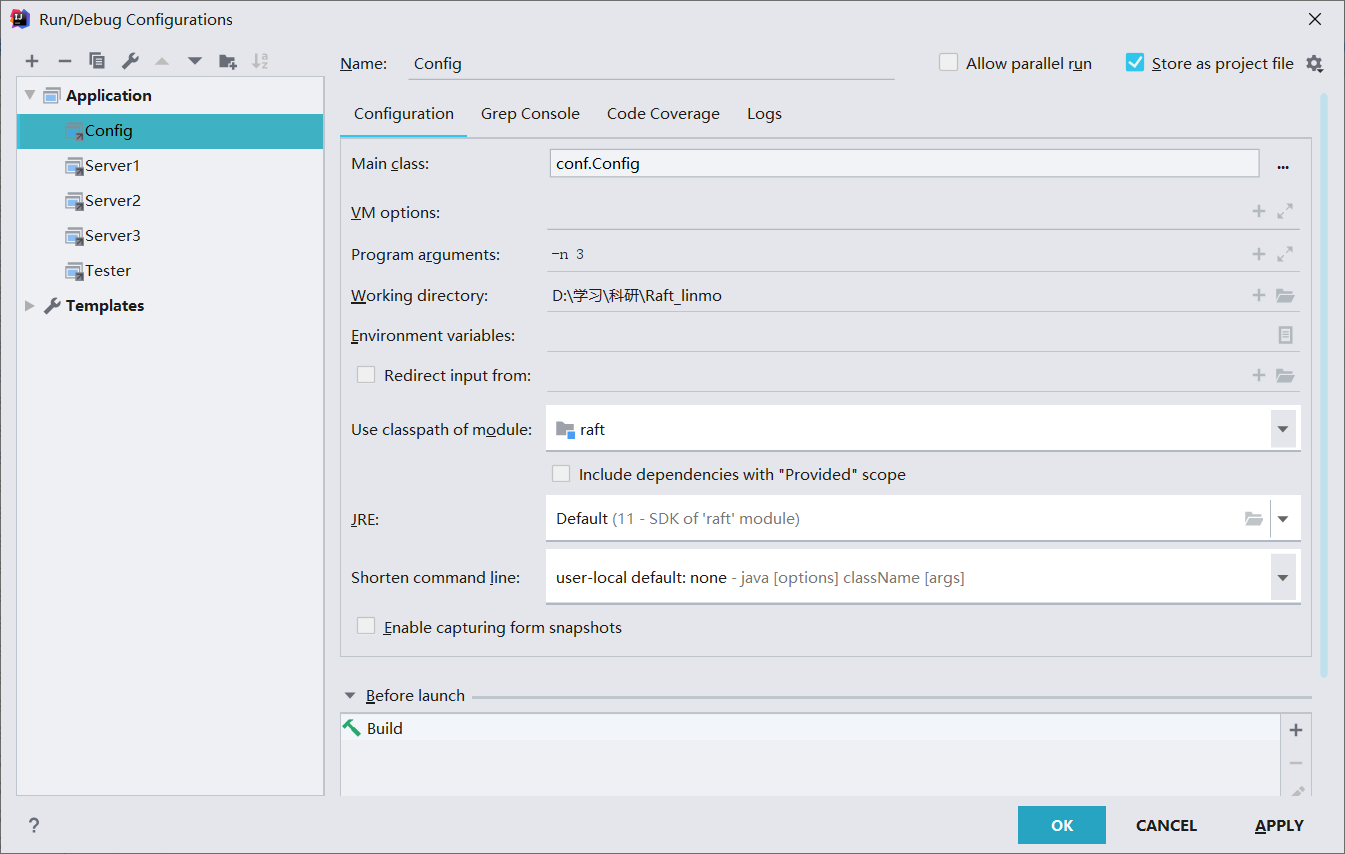 Run/Debug Configurations
Name: Config
Allow parallel run
Store as project file
Application
Config
Server1
Server2
Server3
Tester
Templates
Configuration Grep Console Code Coverage Logs
Main class: conf.Config ...
VM options:
Program arguments: -n 3
Working directory: D:\学习\科研\Raft_linmo
Environment variables:
Redirect input from:
Use classpath of module: raft
Include dependencies with "Provided" scope
JRE: Default (11 - SDK of 'raft' module)
Shorten command line: user-local default: none - java [options] className [args]
Enable capturing form snapshots
Before launch
Build
? OK CANCEL APPLY